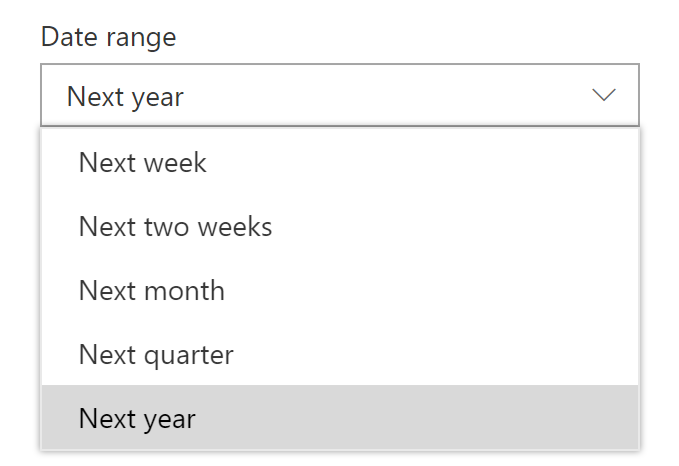 Date range
Next year
Next week
Next two weeks
Next month
Next quarter
Next year